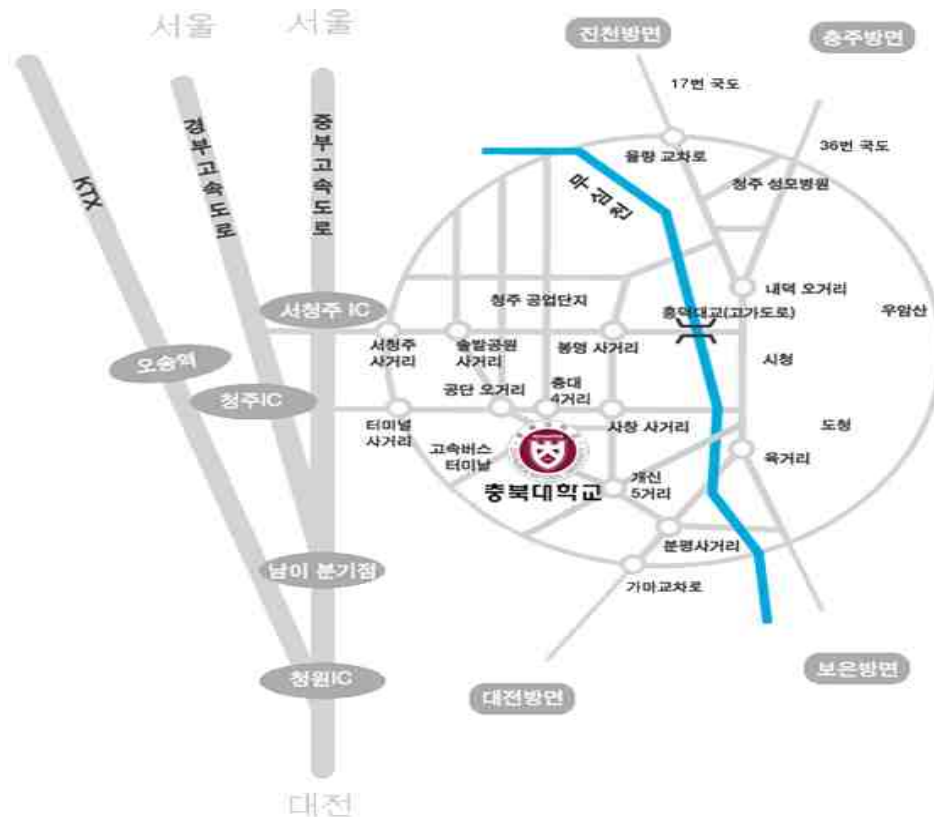 서울
서울
진천방면
충주방면
17번 국도
KTX
경부고속도로
중부고속도로
율량 교차로
36번 국도
청주 성모병원
무심천
내덕 오거리
청주 공업단지
우암산
서청주 IC
흥덕대교(고가도로)
서청주
사거리
솔밭공원
사거리
봉명 사거리
시청
오송역
청주IC
공단 오거리
충대
4거리
터미널
사거리
사창 사거리
도청
고속버스
터미날
육거리
개신
5거리
충북대학교
분평사거리
남이 분기점
가마교차로
청원IC
대전방면
보은방면
대전